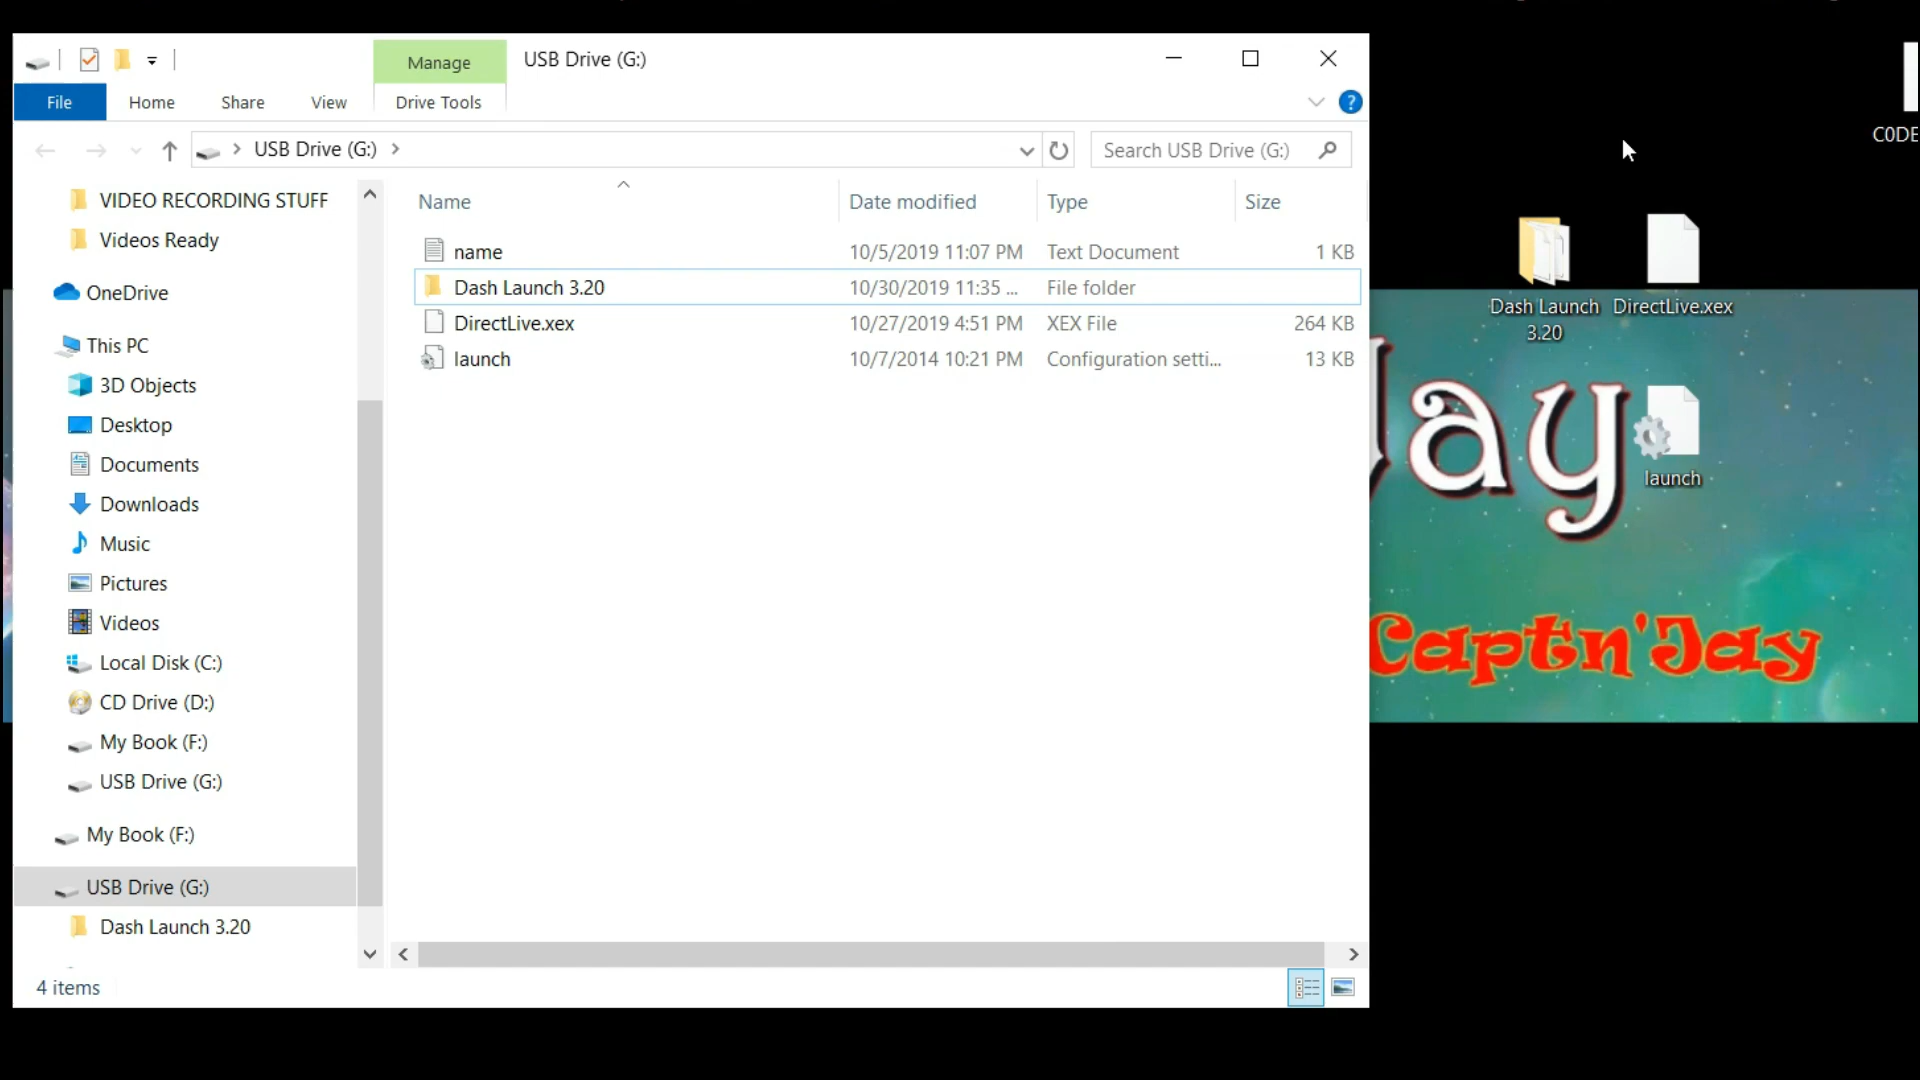 Manage
USB Drive (G:)
File
Home
Share
View
Drive Tools
?
USB Drive (G:)
Search USB Drive (G:)
VIDEO RECORDING STUFF
Videos Ready
OneDrive
This PC
3D Objects
Desktop
Documents
Downloads
Music
Pictures
Videos
Local Disk (C:)
CD Drive (D:)
My Book (F:)
USB Drive (G:)
My Book (F:)
USB Drive (G:)
Dash Launch 3.20
Name Date modified Type Size
name 10/5/2019 11:07 PM Text Document 1 KB
Dash Launch 3.20 10/30/2019 11:35 ... File folder
DirectLive.xex 10/27/2019 4:51 PM XEX File 264 KB
launch 10/7/2014 10:21 PM Configuration setti... 13 KB
4 items
C0DE
Dash Launch
3.20
DirectLive.xex
launch
Jay
Captn'Jay